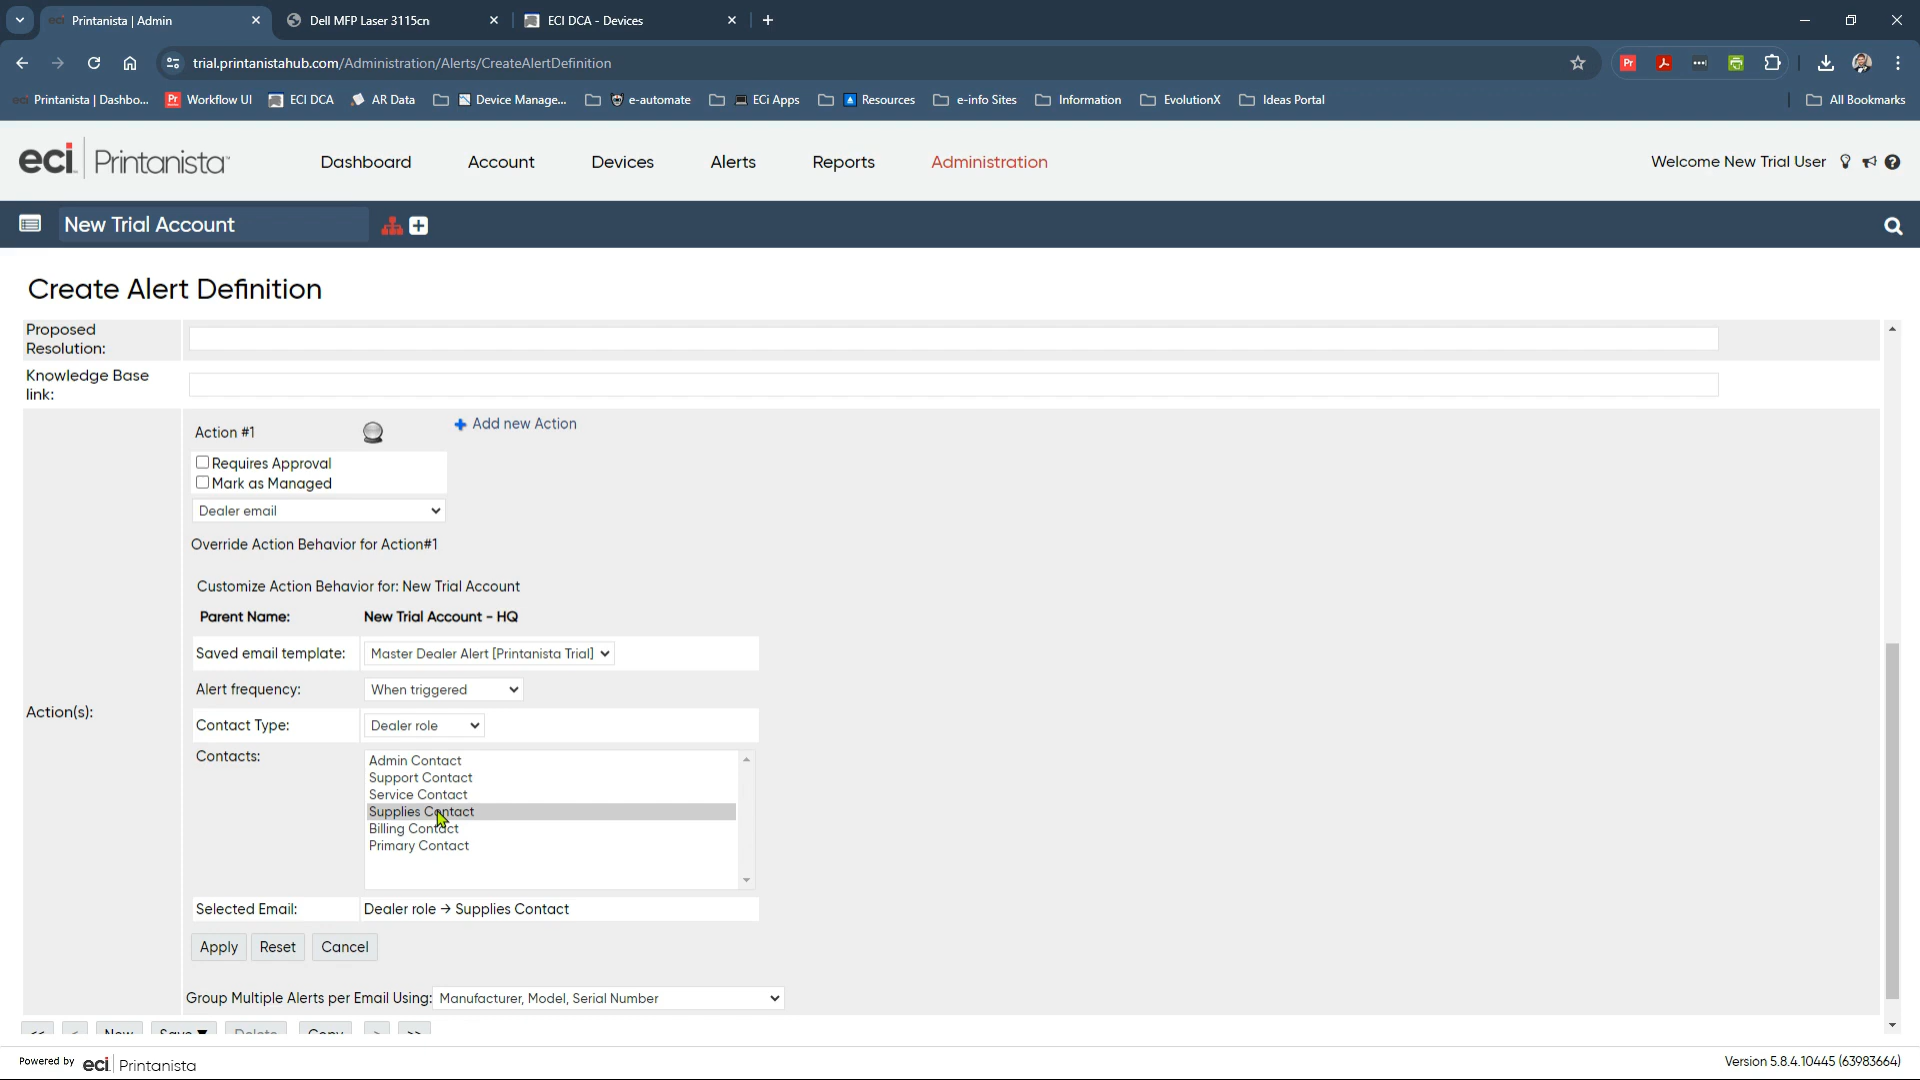 Printanista | Admin
Dell MFP Laser 3115cn
ECI DCA - Devices
trial.printanistahub.com/Administration/Alerts/CreateAlertDefinition
Printanista | Dashbo...
Workflow UI
ECI DCA
AR Data
Device Manage...
e-automate
ECi Apps
Resources
e-info Sites
Information
EvolutionX
Ideas Portal
All Bookmarks
eci Printanista
Dashboard
Account
Devices
Alerts
Reports
Administration
Welcome New Trial User
New Trial Account
Create Alert Definition
Proposed
Resolution:
Knowledge Base
link:
Action(s):
Action #1
Add new Action
Requires Approval
Mark as Managed
Dealer email
Override Action Behavior for Action#1
Customize Action Behavior for: New Trial Account
Parent Name: New Trial Account - HQ
Saved email template: Master Dealer Alert [Printanista Trial]
Alert frequency: When triggered
Contact Type: Dealer role
Contacts:
Admin Contact
Support Contact
Service Contact
Supplies Contact
Billing Contact
Primary Contact
Selected Email: Dealer role → Supplies Contact
Apply
Reset
Cancel
Group Multiple Alerts per Email Using: Manufacturer, Model, Serial Number
<< < New Save ▼ Delete Copy > >>
Powered by eci Printanista
Version 5.8.4.10445 (63983664)